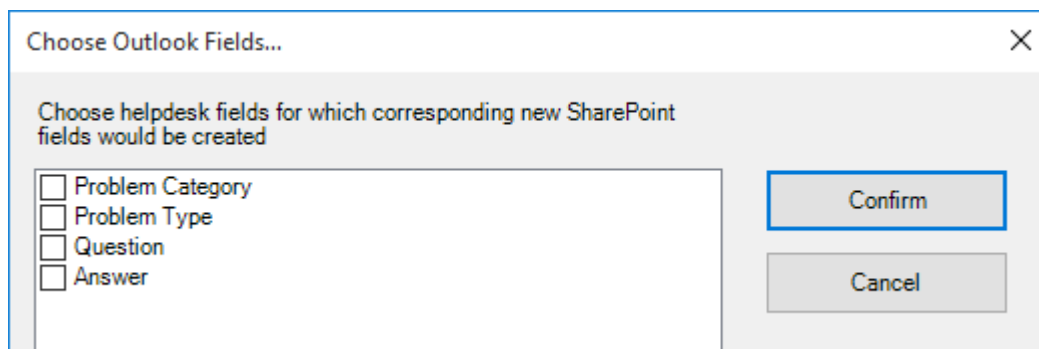 Choose Outlook Fields...
Choose helpdesk fields for which corresponding new SharePoint
fields would be created
Problem Category
Problem Type
Question
Answer
Confirm
Cancel